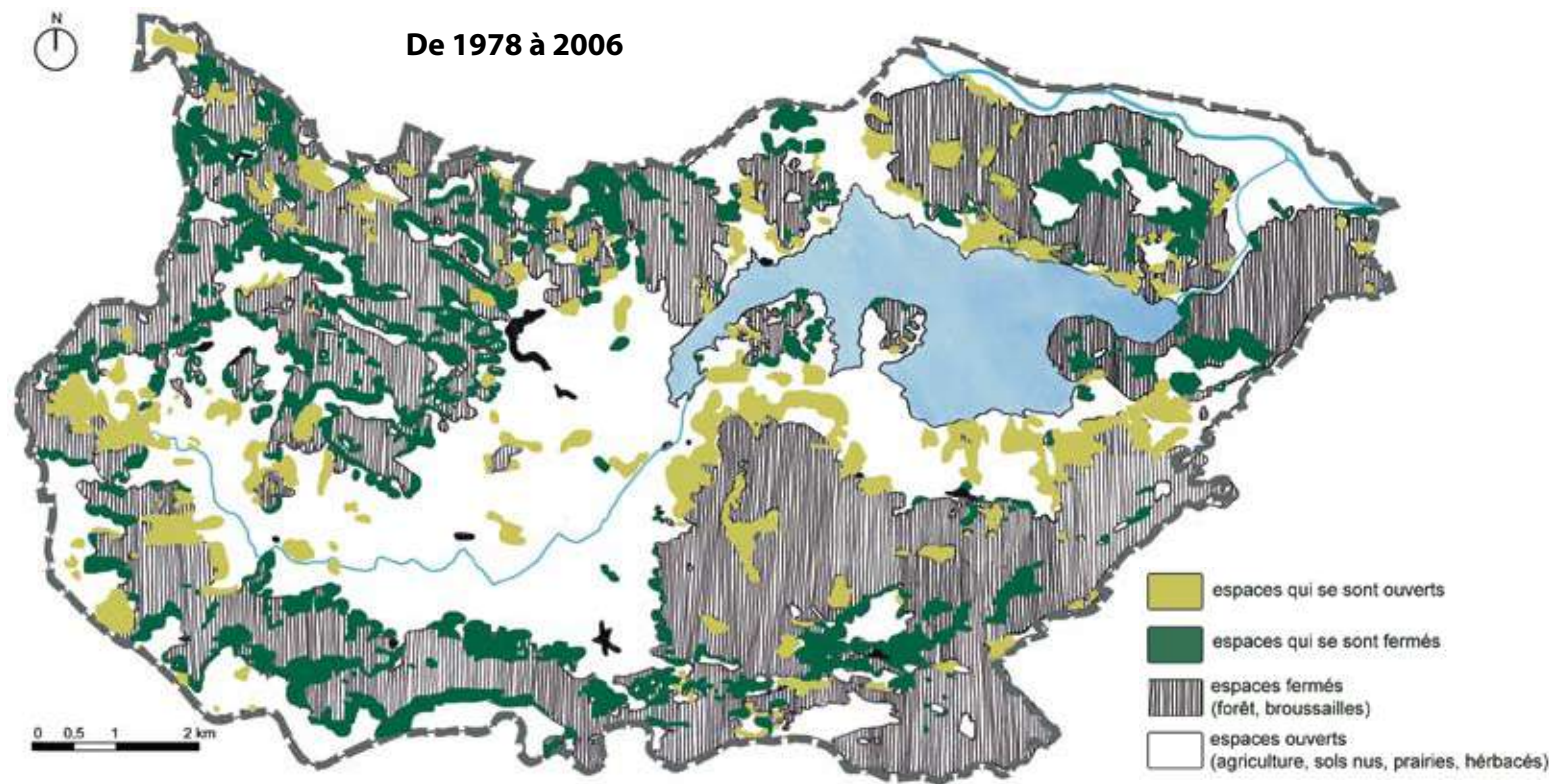 N
De 1978 à 2006
espaces qui se sont ouverts
espaces qui se sont fermés
espaces fermés
(forêt, broussailles)
espaces ouverts
(agriculture, sols nus, prairies, hérbacés)
0 0.5 1 2 km